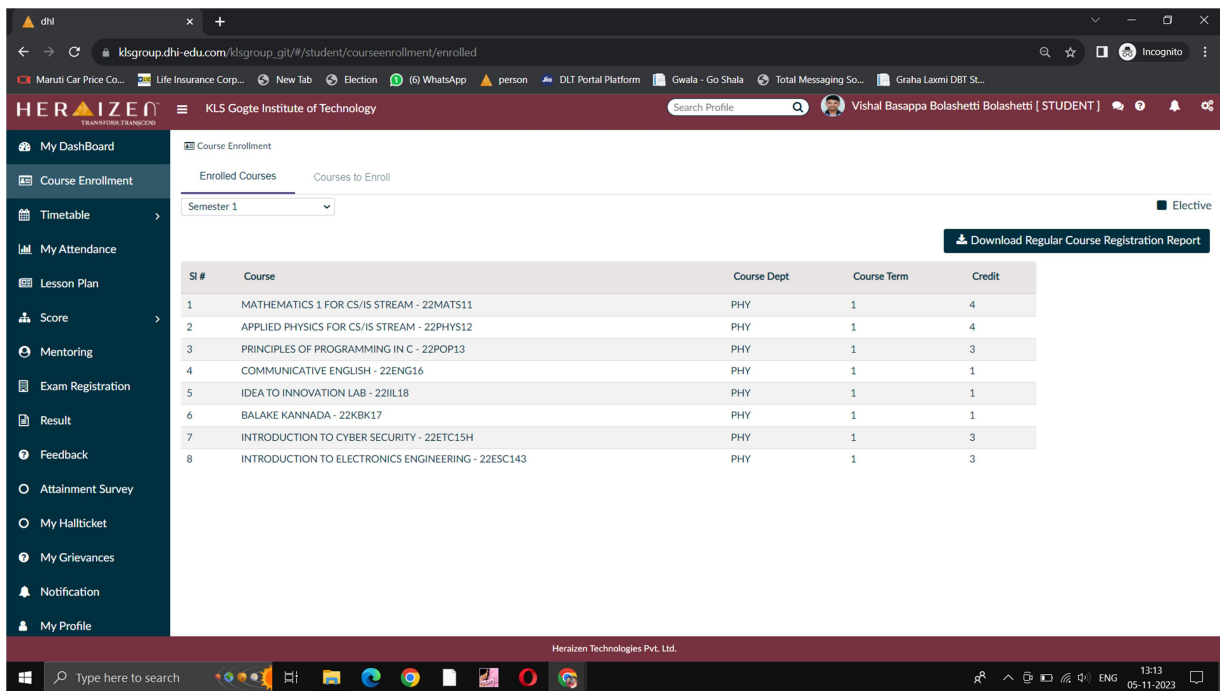 dhl
klsgroup.dhi-edu.com/klsgroup_git/#/student/courseenrollment/enrolled
Incognito
Maruti Car Price Co... Life Insurance Corp... New Tab Election (6) WhatsApp person DLT Portal Platform Gwala - Go Shala Total Messaging So... Graha Laxmi DBT St...
HERAIZEN KLS Gogte Institute of Technology Search Profile Vishal Basappa Bolashetti Bolashetti [ STUDENT ]
TRANSFORM.TRANSCEND
My DashBoard
Course Enrollment
Timetable
My Attendance
Lesson Plan
Score
Mentoring
Exam Registration
Result
Feedback
Attainment Survey
My Hallticket
My Grievances
Notification
My Profile
Course Enrollment
Enrolled Courses Courses to Enroll
Semester 1 Elective
Download Regular Course Registration Report
Sl # Course Course Dept Course Term Credit
1 MATHEMATICS 1 FOR CS/IS STREAM - 22MATS11 PHY 1 4
2 APPLIED PHYSICS FOR CS/IS STREAM - 22PHYS12 PHY 1 4
3 PRINCIPLES OF PROGRAMMING IN C - 22POP13 PHY 1 3
4 COMMUNICATIVE ENGLISH - 22ENG16 PHY 1 1
5 IDEA TO INNOVATION LAB - 22IIL18 PHY 1 1
6 BALAKE KANNADA - 22KBK17 PHY 1 1
7 INTRODUCTION TO CYBER SECURITY - 22ETC15H PHY 1 3
8 INTRODUCTION TO ELECTRONICS ENGINEERING - 22ESC143 PHY 1 3
Heraizen Technologies Pvt. Ltd.
Type here to search ENG 13:13
05-11-2023